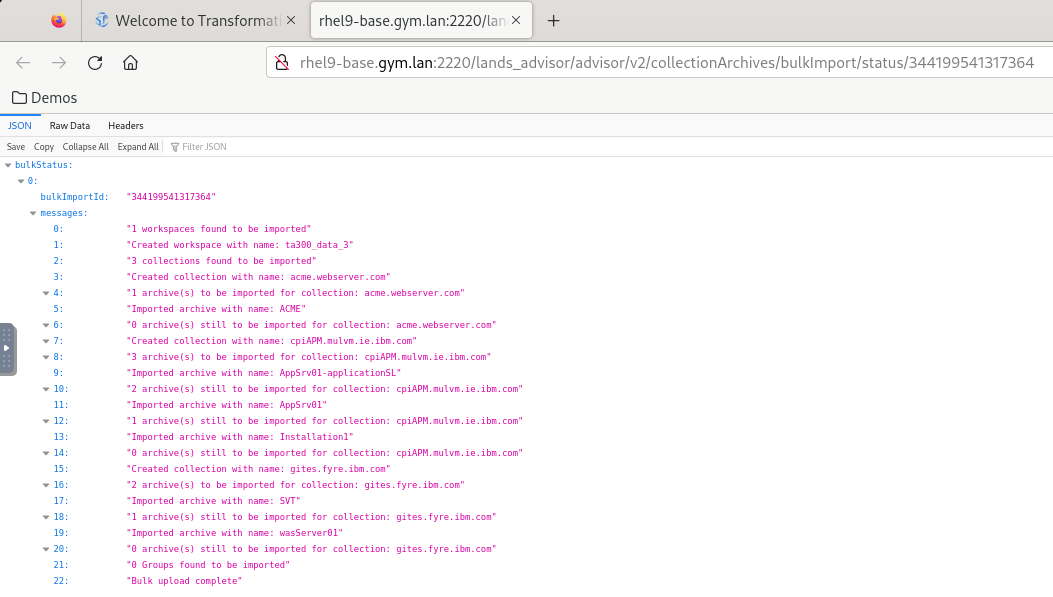 Welcome to Transformati
rhel9-base.gym.lan:2220/lan
rhel9-base.gym.lan:2220/lands_advisor/advisor/v2/collectionArchives/bulkImport/status/344199541317364
Demos
JSON Raw Data Headers
Save Copy Collapse All Expand All Filter JSON
bulkStatus:
0:
bulkImportId: "344199541317364"
messages:
0: "1 workspaces found to be imported"
1: "Created workspace with name: ta300_data_3"
2: "3 collections found to be imported"
3: "Created collection with name: acme.webserver.com"
4: "1 archive(s) to be imported for collection: acme.webserver.com"
5: "Imported archive with name: ACME"
6: "0 archive(s) still to be imported for collection: acme.webserver.com"
7: "Created collection with name: cpiAPM.mulvm.ie.ibm.com"
8: "3 archive(s) to be imported for collection: cpiAPM.mulvm.ie.ibm.com"
9: "Imported archive with name: AppSrv01-applicationSL"
10: "2 archive(s) still to be imported for collection: cpiAPM.mulvm.ie.ibm.com"
11: "Imported archive with name: AppSrv01"
12: "1 archive(s) still to be imported for collection: cpiAPM.mulvm.ie.ibm.com"
13: "Imported archive with name: Installation1"
14: "0 archive(s) still to be imported for collection: cpiAPM.mulvm.ie.ibm.com"
15: "Created collection with name: gites.fyre.ibm.com"
16: "2 archive(s) to be imported for collection: gites.fyre.ibm.com"
17: "Imported archive with name: SVT"
18: "1 archive(s) still to be imported for collection: gites.fyre.ibm.com"
19: "Imported archive with name: wasServer01"
20: "0 archive(s) still to be imported for collection: gites.fyre.ibm.com"
21: "0 Groups found to be imported"
22: "Bulk upload complete"